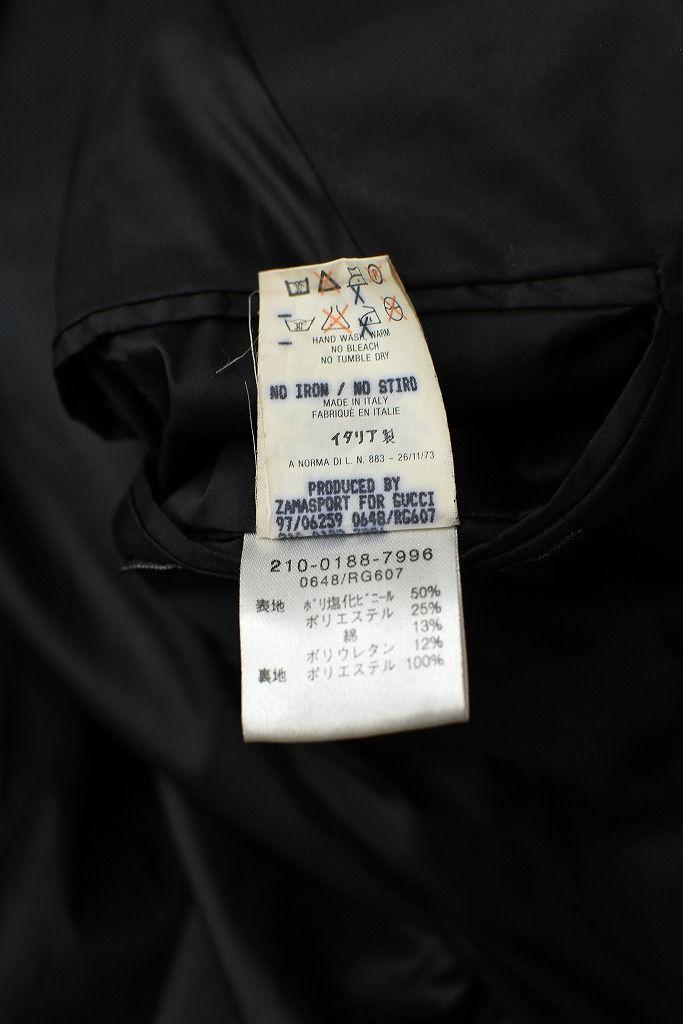 30
30°
HAND WASH, WARM
NO BLEACH
NO TUMBLE DRY
NO IRON / NO STIRO
MADE IN ITALY
FABRIQUÉ EN ITALIE
イタリア製
A NORMA DI L. N. 883 - 26/11/73
PRODUCED BY
ZAMASPORT FOR GUCCI
97/06259 0648/RG607
210-0188-7996
0648/RG607
表地 ポリ塩化ビニール 50%
ポリエステル 25%
綿 13%
ポリウレタン 12%
裏地 ポリエステル 100%